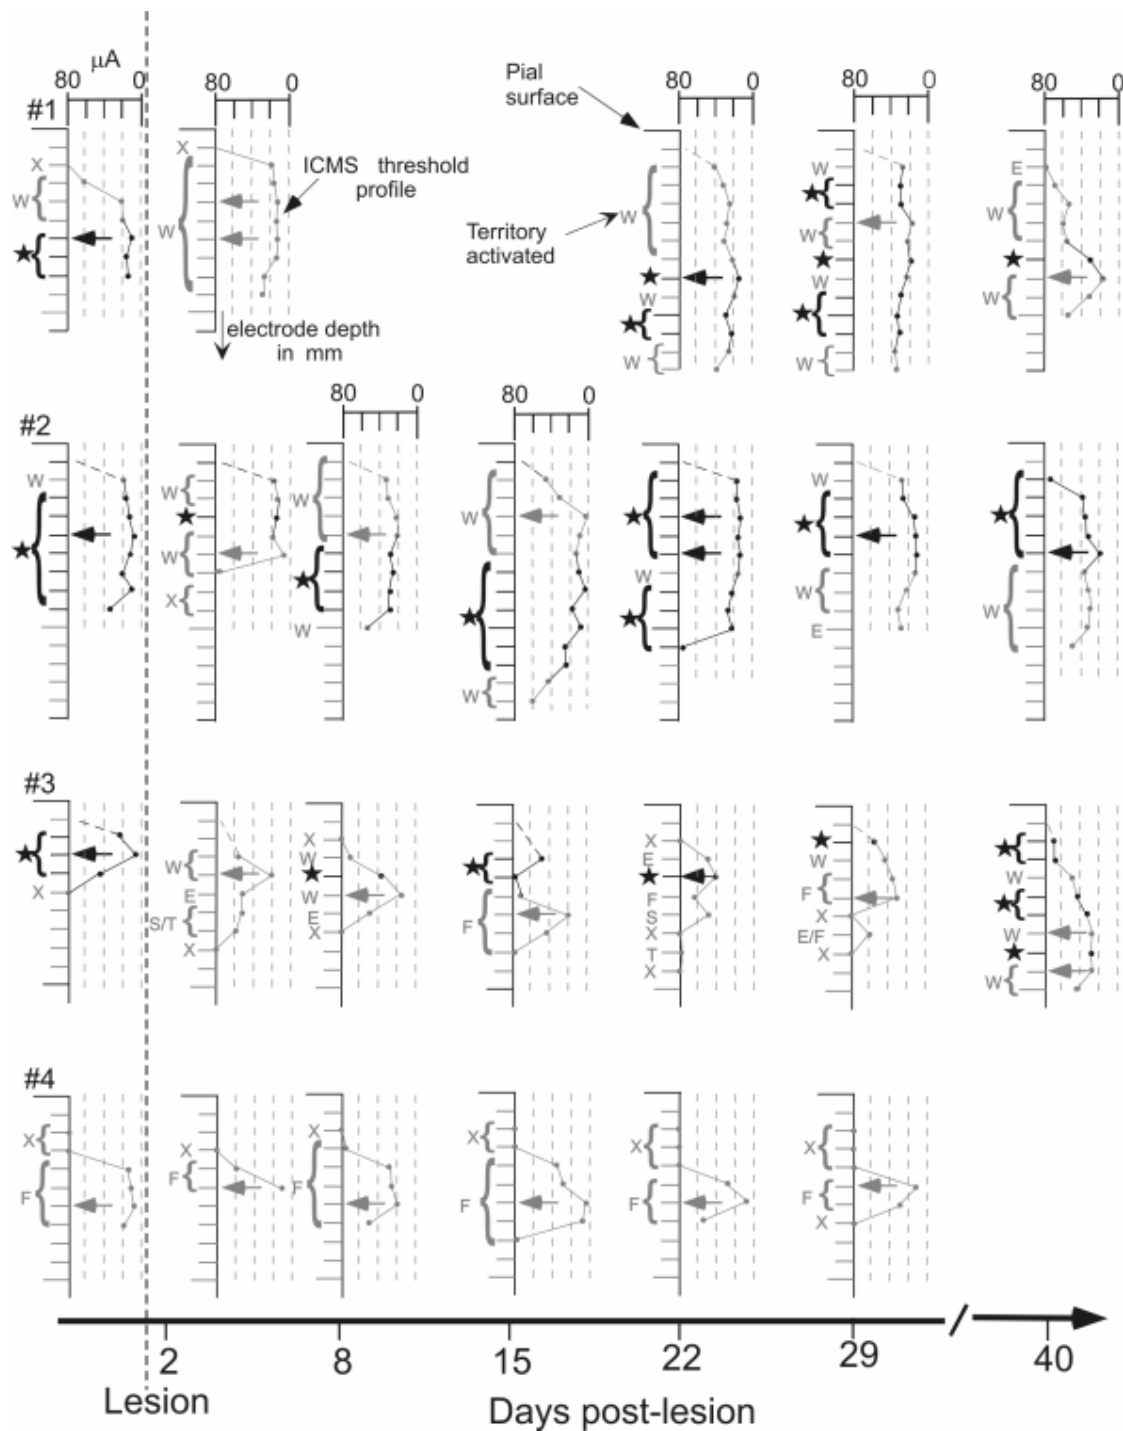 μA
80 0
80 0
80 0
80 0
80 0
Pial
surface
#1
X
W
★
X
W
ICMS threshold
profile
Territory
activated
electrode depth
in mm
W
★
W
★
W
W
★
W
★
W
★
W
E
W
★
W
80 0
80 0
#2
W
★
W
★
W
X
W
★
W
W
★
W
★
W
★
W
★
W
E
★
W
#3
★
X
W
E
S/T
X
X
W
★
W
E
X
★
F
X
E
★
F
S
X
T
X
★
W
F
X
E/F
X
★
W
★
W
★
W
#4
X
F
X
F
X
F
X
F
X
F
X
F
X
2 8 15 22 29 40
Lesion
Days post-lesion